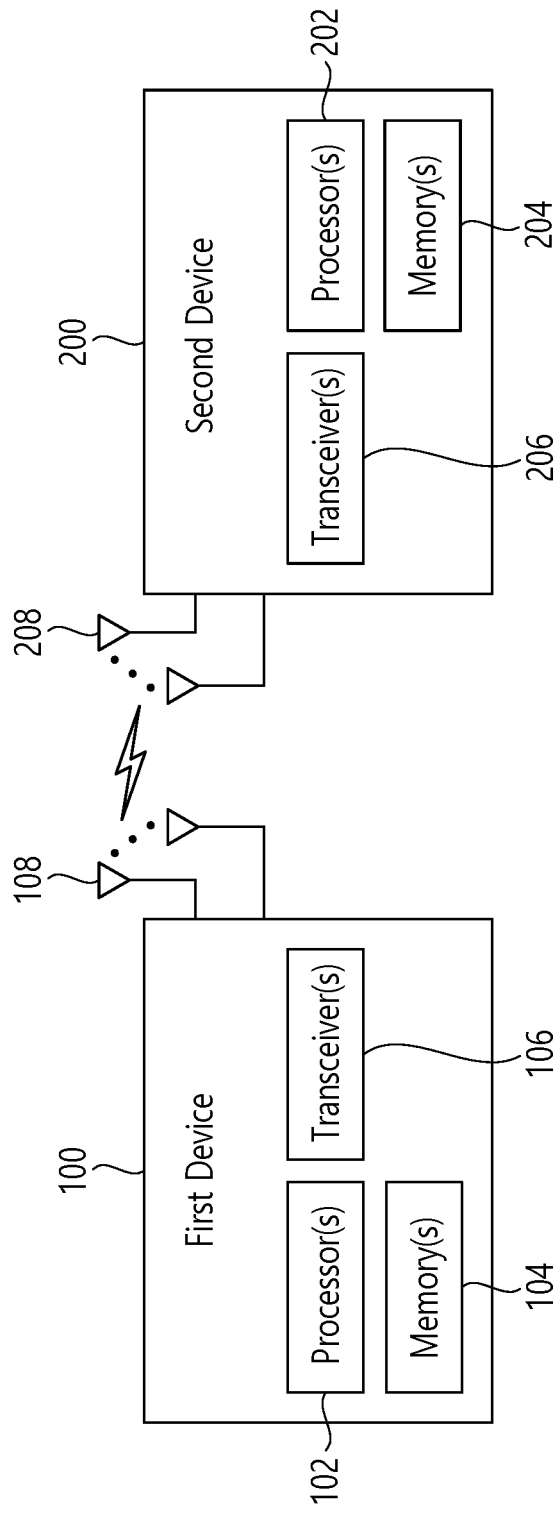 100
108
208
200
First Device
Second Device
102
Processor(s)
Transceiver(s)
Transceiver(s)
Processor(s)
202
Memory(s)
Memory(s)
104
106
206
204